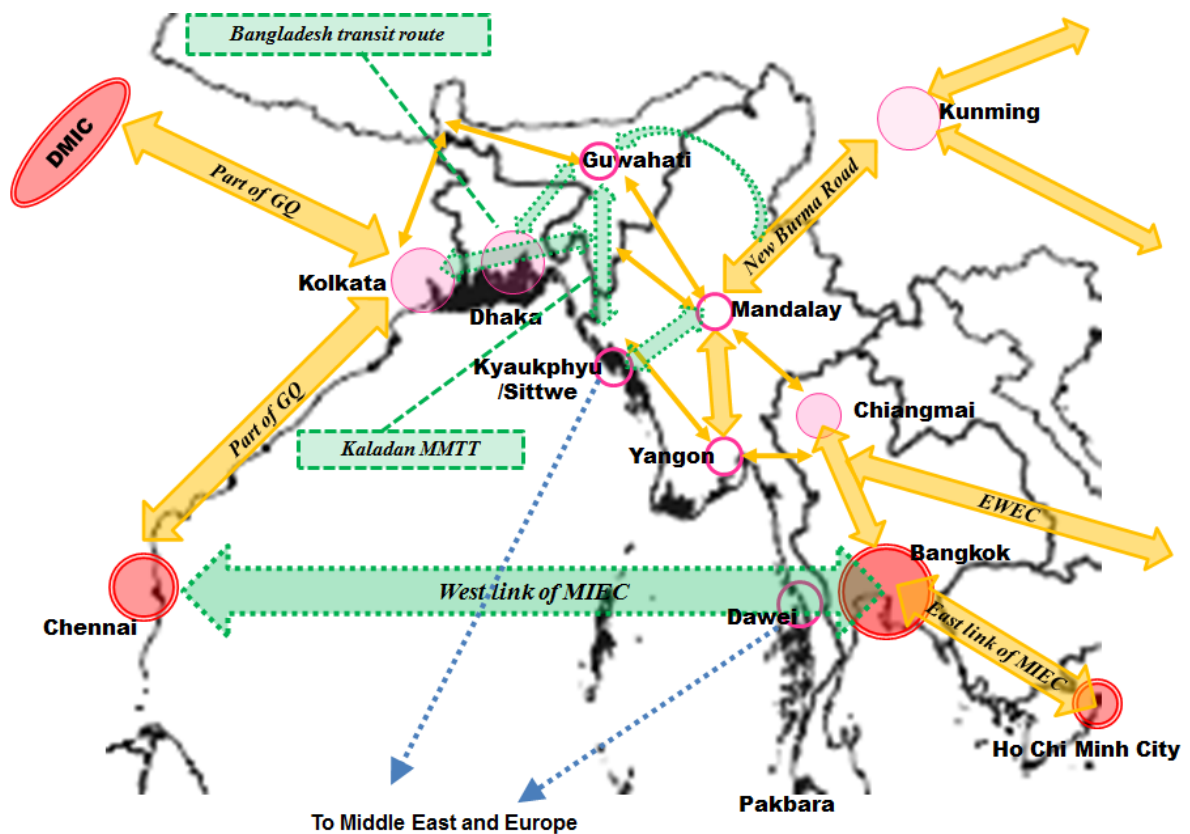 Bangladesh transit route
DMIC
Part of GQ
Kunming
Guwahati
New Burma Road
Kolkata
Dhaka
Mandalay
Kyaukphyu
/Sittwe
Part of GQ
Chiangmai
Kaladan MMTT
Yangon
EWEC
Bangkok
West link of MIEC
Dawei
Chennai
East link of MIEC
Ho Chi Minh City
Pakbara
To Middle East and Europe